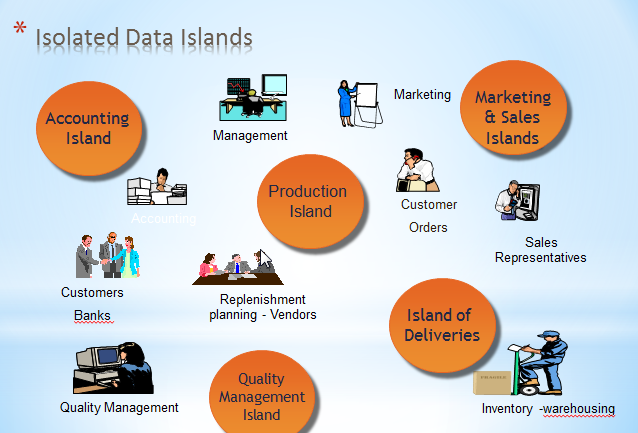 * Isolated Data Islands
Accounting
Island
Management
Marketing
Marketing
& Sales
Islands
Accounting
Production
Island
Customer
Orders
Sales
Representatives
Customers
Banks
Replenishment
planning - Vendors
Island of
Deliveries
Quality Management
Quality
Management
Island
Inventory -warehousing